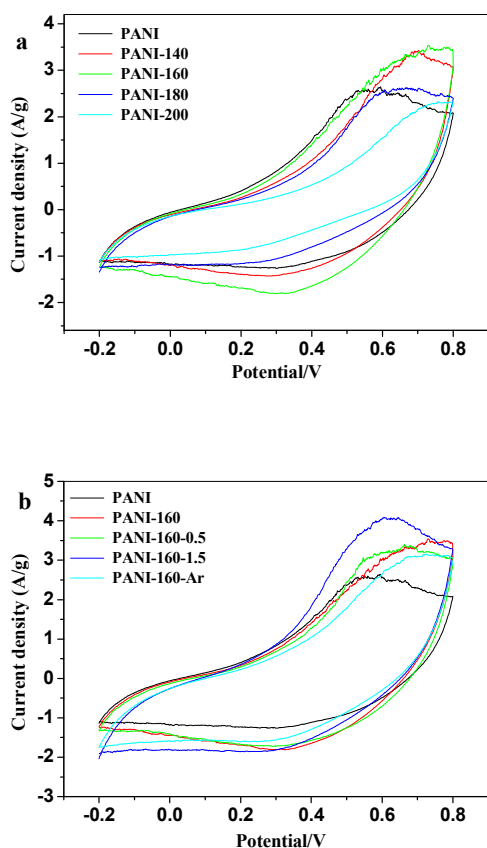 a
PANI
PANI-140
PANI-160
PANI-180
PANI-200
Current density (A/g)
4
3
2
1
0
-1
-2
-0.2 0.0 0.2 0.4 0.6 0.8
Potential/V
b
PANI
PANI-160
PANI-160-0.5
PANI-160-1.5
PANI-160-Ar
Current density (A/g)
5
4
3
2
1
0
-1
-2
-3
-0.2 0.0 0.2 0.4 0.6 0.8
Potential/V